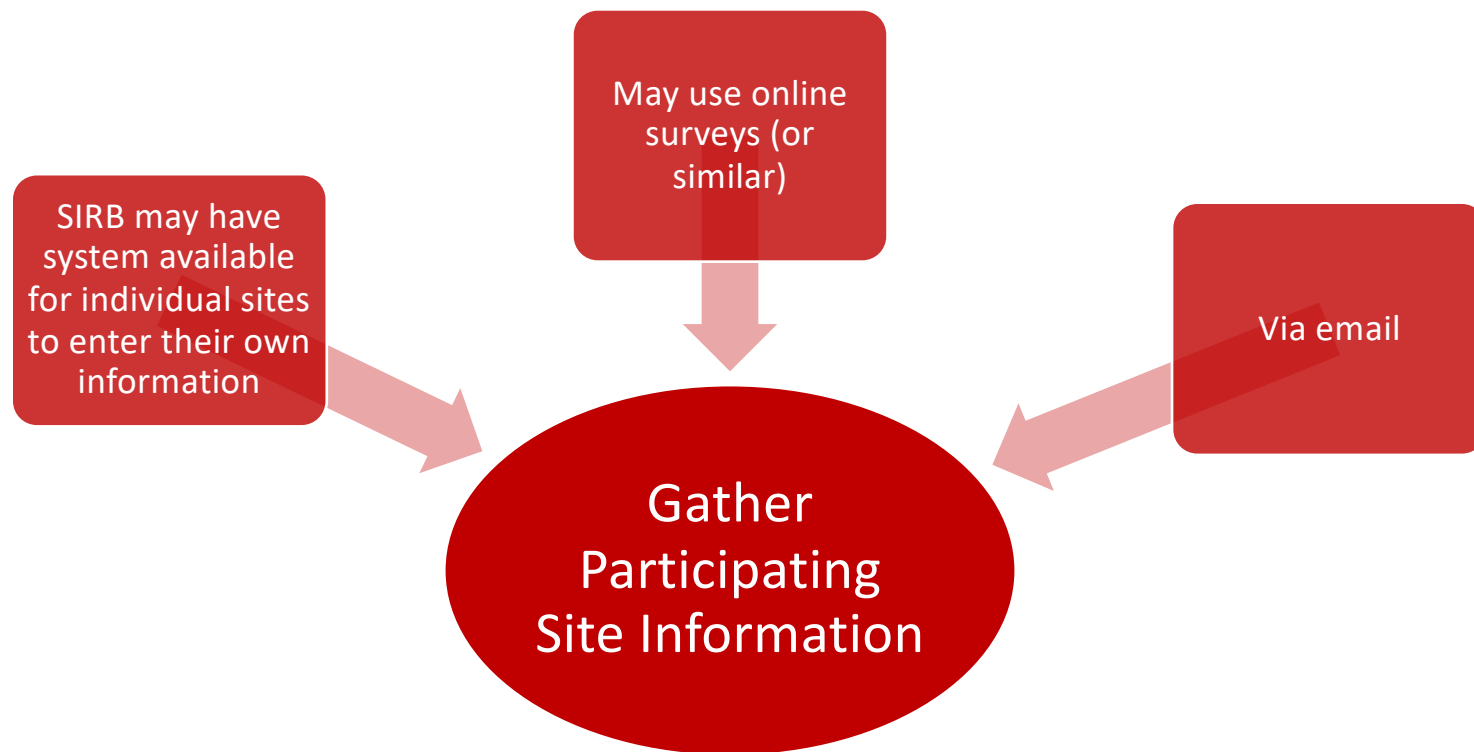 SIRB may have
system available
for individual sites
to enter their own
information
May use online
surveys (or
similar)
Via email
Gather
Participating
Site Information